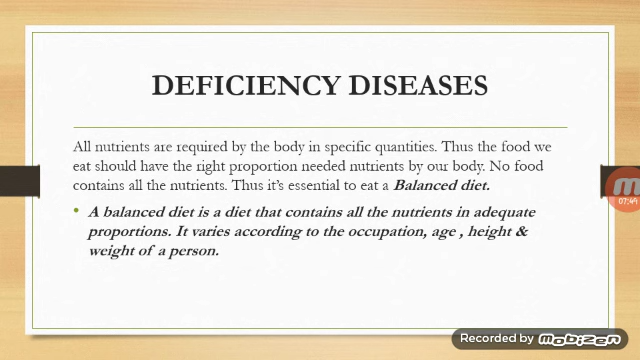 DEFICIENCY DISEASES
All nutrients are required by the body in specific quantities. Thus the food we
eat should have the right proportion needed nutrients by our body. No food
contains all the nutrients. Thus it's essential to eat a Balanced diet.
• A balanced diet is a diet that contains all the nutrients in adequate
proportions. It varies according to the occupation, age , height &
weight of a person.
07:49
Recorded by mobizen